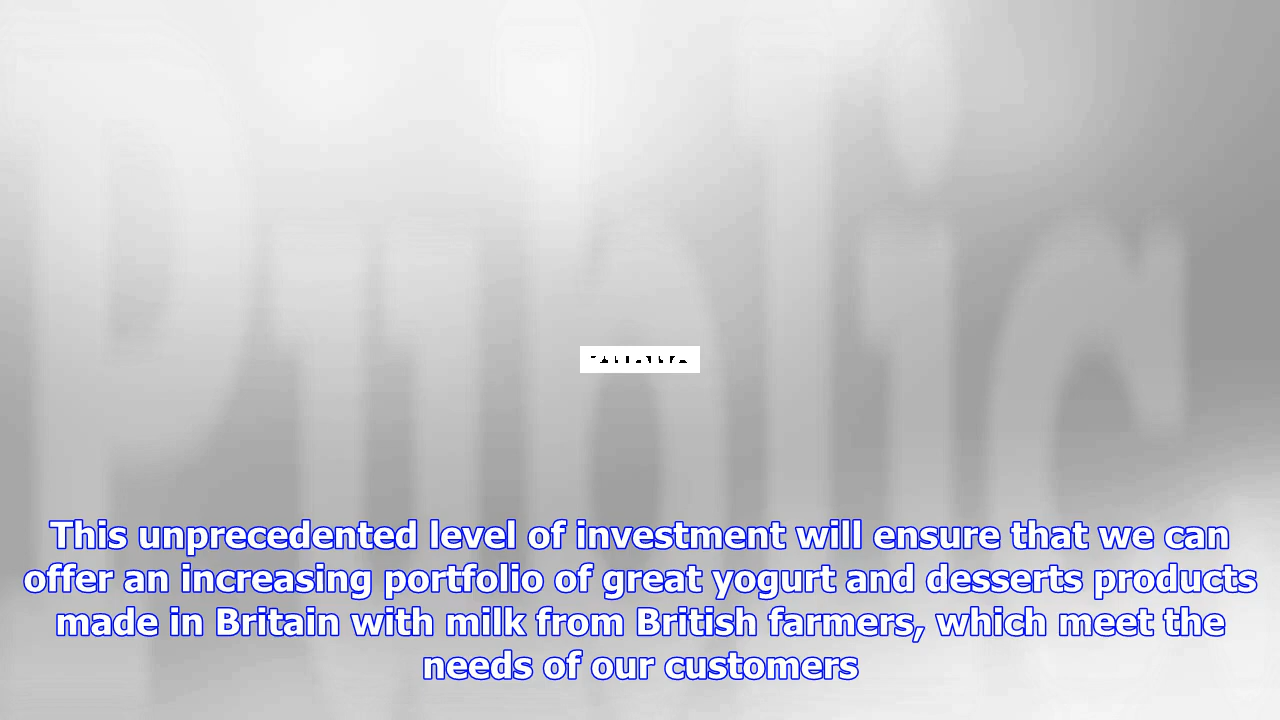 Public
This unprecedented level of investment will ensure that we can
offer an increasing portfolio of great yogurt and desserts products
made in Britain with milk from British farmers, which meet the
needs of our customers